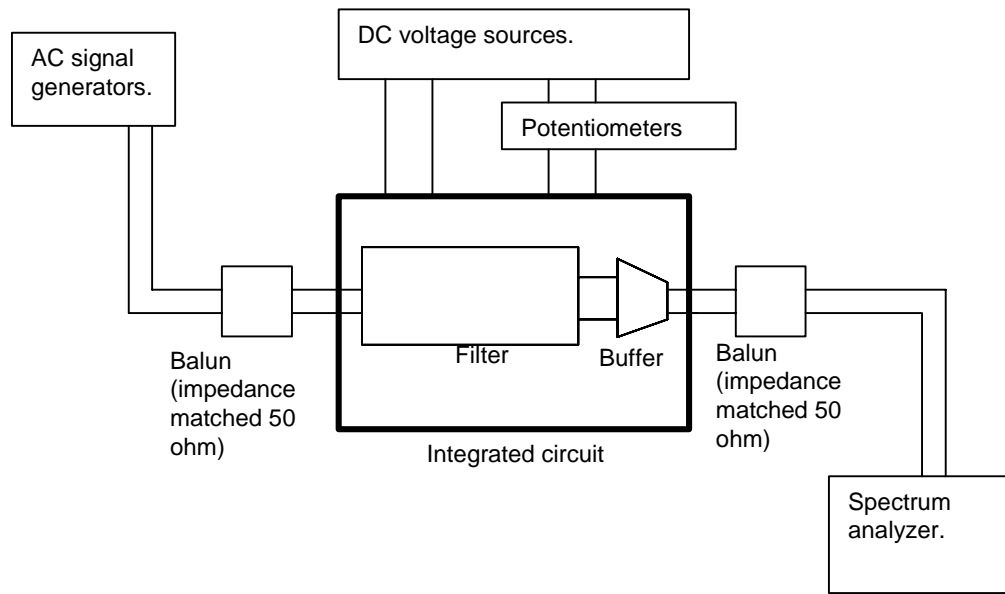 AC signal
generators.
DC voltage sources.
Potentiometers
Filter
Buffer
Balun
(impedance
matched 50
ohm)
Balun
(impedance
matched 50
ohm)
Integrated circuit
Spectrum
analyzer.